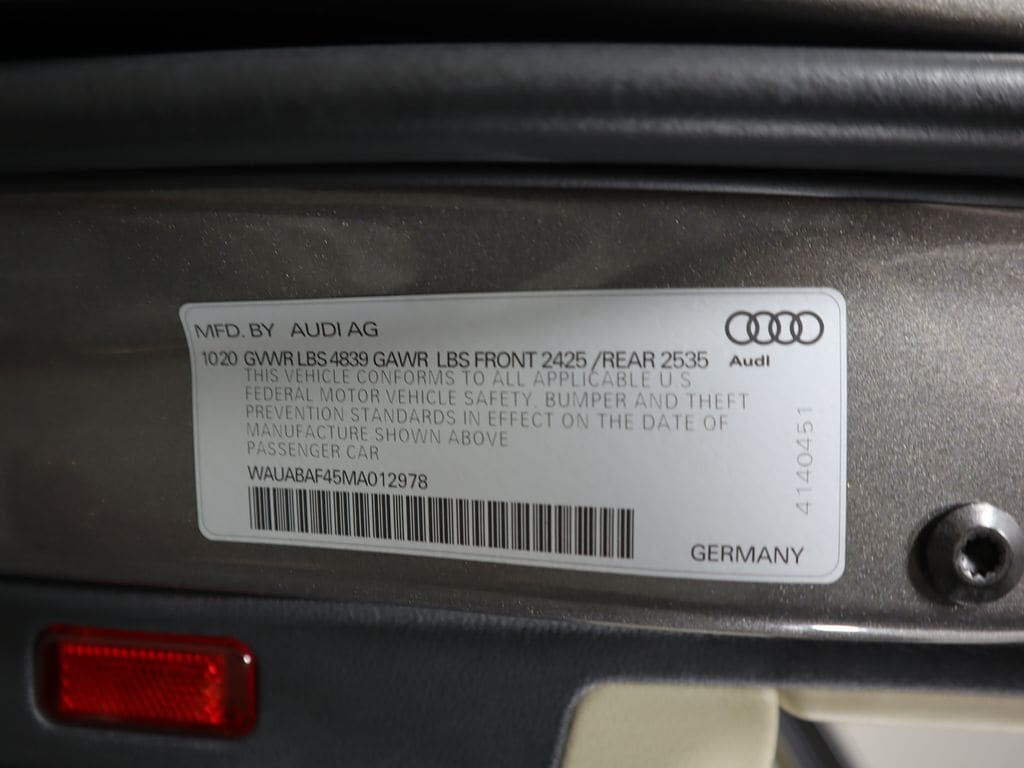 MFD. BY AUDI AG
10 20 GVWR LBS 4839 GAWR LBS FRONT 2425 /REAR 2535
Audi
THIS VEHICLE CONFORMS TO ALL APPLICABLE U S
FEDERAL MOTOR VEHICLE SAFETY, BUMPER AND THEFT
PREVENTION STANDARDS IN EFFECT ON THE DATE OF
MANUFACTURE SHOWN ABOVE
PASSENGER CAR
WAUABAF45MA012978
4140451
GERMANY